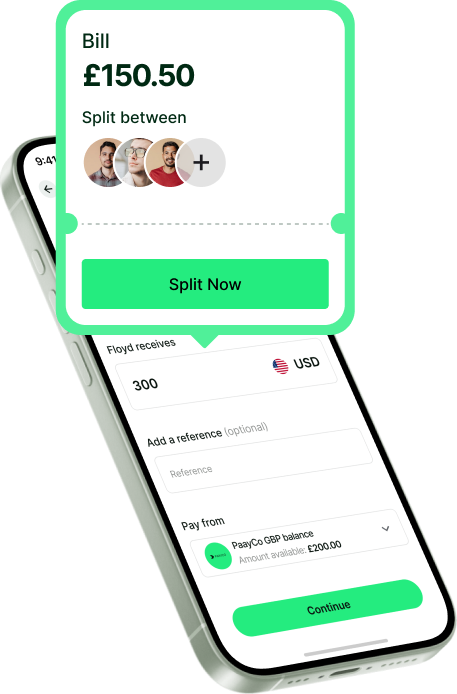 Bill
£150.50
Split between
+
Split Now
9:41
Floyd receives
300
USD
Add a reference (optional)
Reference
Pay from
PaayCo GBP balance
Amount available: £200.00
Continue